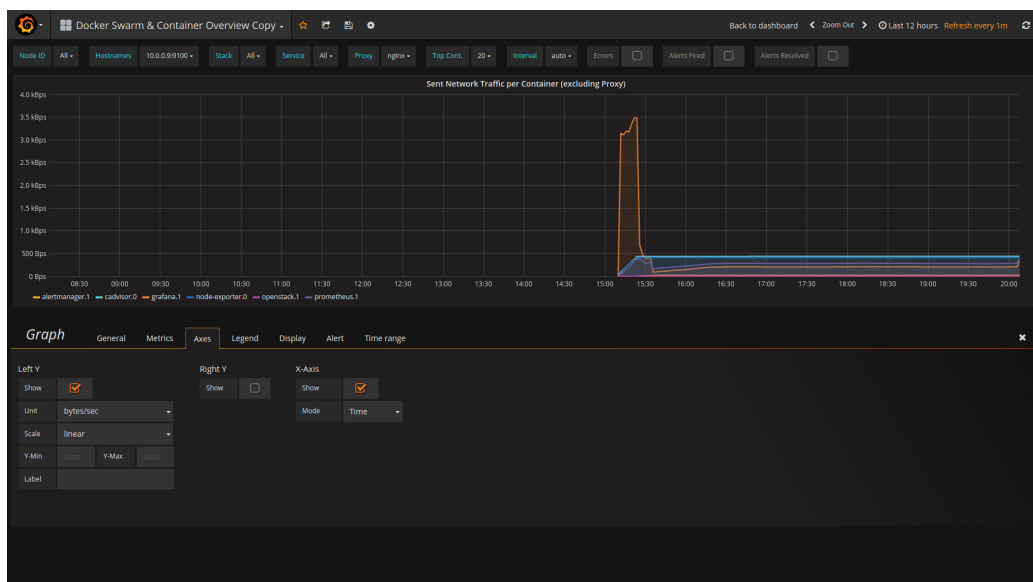 Docker Swarm & Container Overview Copy Back to dashboard Zoom Out Last 12 hours Refresh every 1m
Node ID All Hostnames 10.0.0.9:9100 Stack All Service All Proxy nginx Top Cont. 20 Interval auto Errors Alerts Fired Alerts Resolved
Sent Network Traffic per Container (excluding Proxy)
4.0 kBps
3.5 kBps
3.0 kBps
2.5 kBps
2.0 kBps
1.5 kBps
1.0 kBps
500 Bps
0 Bps
08:30 09:00 09:30 10:00 10:30 11:00 11:30 12:00 12:30 13:00 13:30 14:00 14:30 15:00 15:30 16:00 16:30 17:00 17:30 18:00 18:30 19:00 19:30 20:00
alertmanager.1 cadvisor.0 grafana.1 node-exporter.0 openstack.1 prometheus.1
Graph General Metrics Axes Legend Display Alert Time range
Left Y Right Y X-Axis
Show Show Show
Unit bytes/sec Mode Time
Scale linear
Y-Min auto Y-Max auto
Label